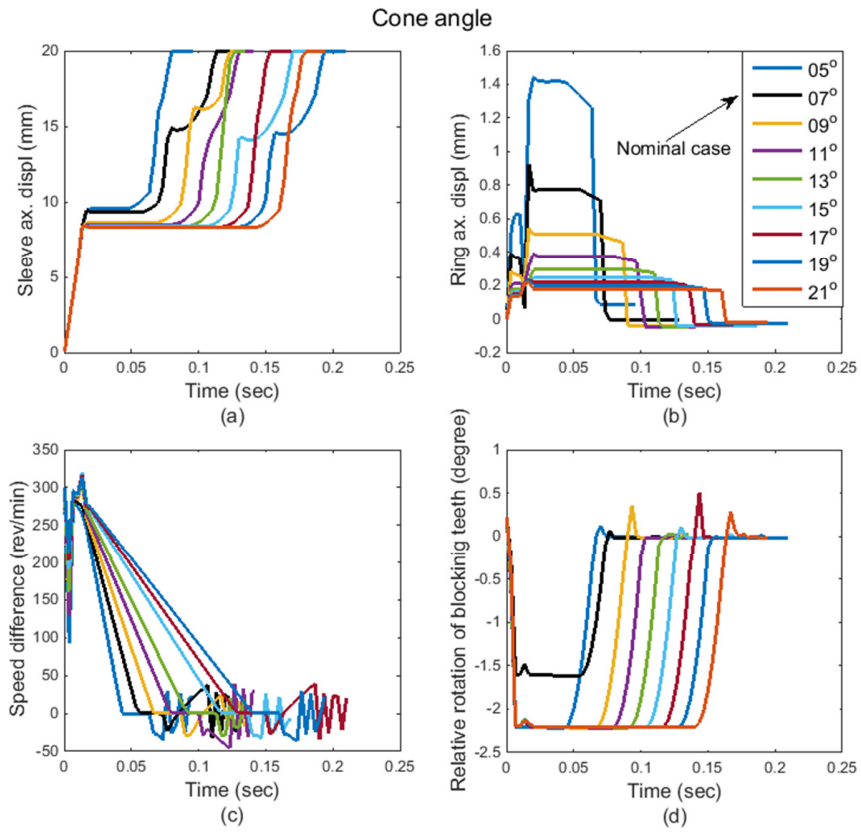 Cone angle
20
15
10
5
0
Sleeve ax. displ (mm)
0 0.05 0.1 0.15 0.2 0.25
Time (sec)
(a)
1.6
1.4
1.2
1
0.8
0.6
0.4
0.2
0
-0.2
Ring ax. displ (mm)
Nominal case
05°
07°
09°
11°
13°
15°
17°
19°
21°
0 0.05 0.1 0.15 0.2 0.25
Time (sec)
(b)
350
300
250
200
150
100
50
0
-50
Speed difference (rev/min)
0 0.05 0.1 0.15 0.2 0.25
Time (sec)
(c)
1
0.5
0
-0.5
-1
-1.5
-2
-2.5
Relative rotation of blockinig teeth (degree)
0 0.05 0.1 0.15 0.2 0.25
Time (sec)
(d)